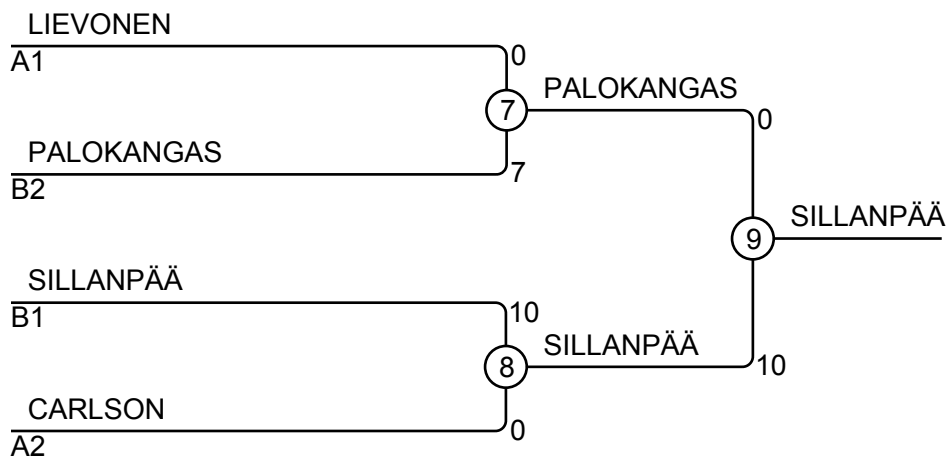 LIEVONEN
A1
0
7
PALOKANGAS
0
PALOKANGAS
B2
7
9
SILLANPÄÄ
SILLANPÄÄ
B1
10
8
SILLANPÄÄ
10
CARLSON
A2
0